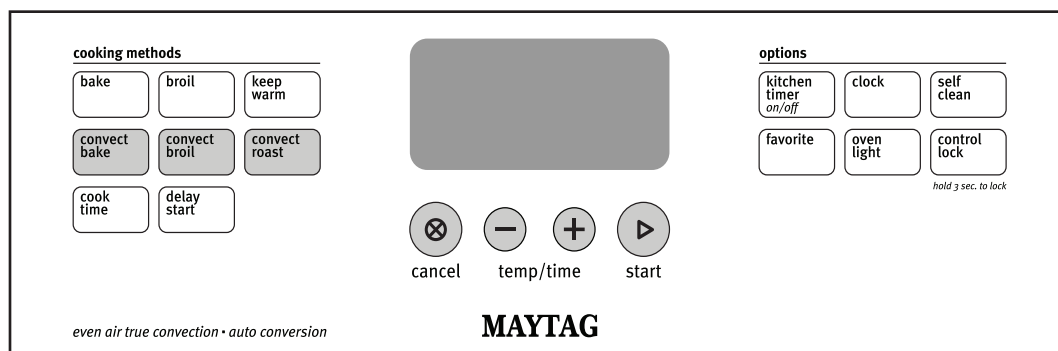 cooking methods
bake
broil
keep
warm
convect
bake
convect
broil
convect
roast
cook
time
delay
start
cancel
temp/time
start
options
kitchen
timer
on/off
clock
self
clean
favorite
oven
light
control
lock
hold 3 sec. to lock
even air true convection • auto conversion
MAYTAG